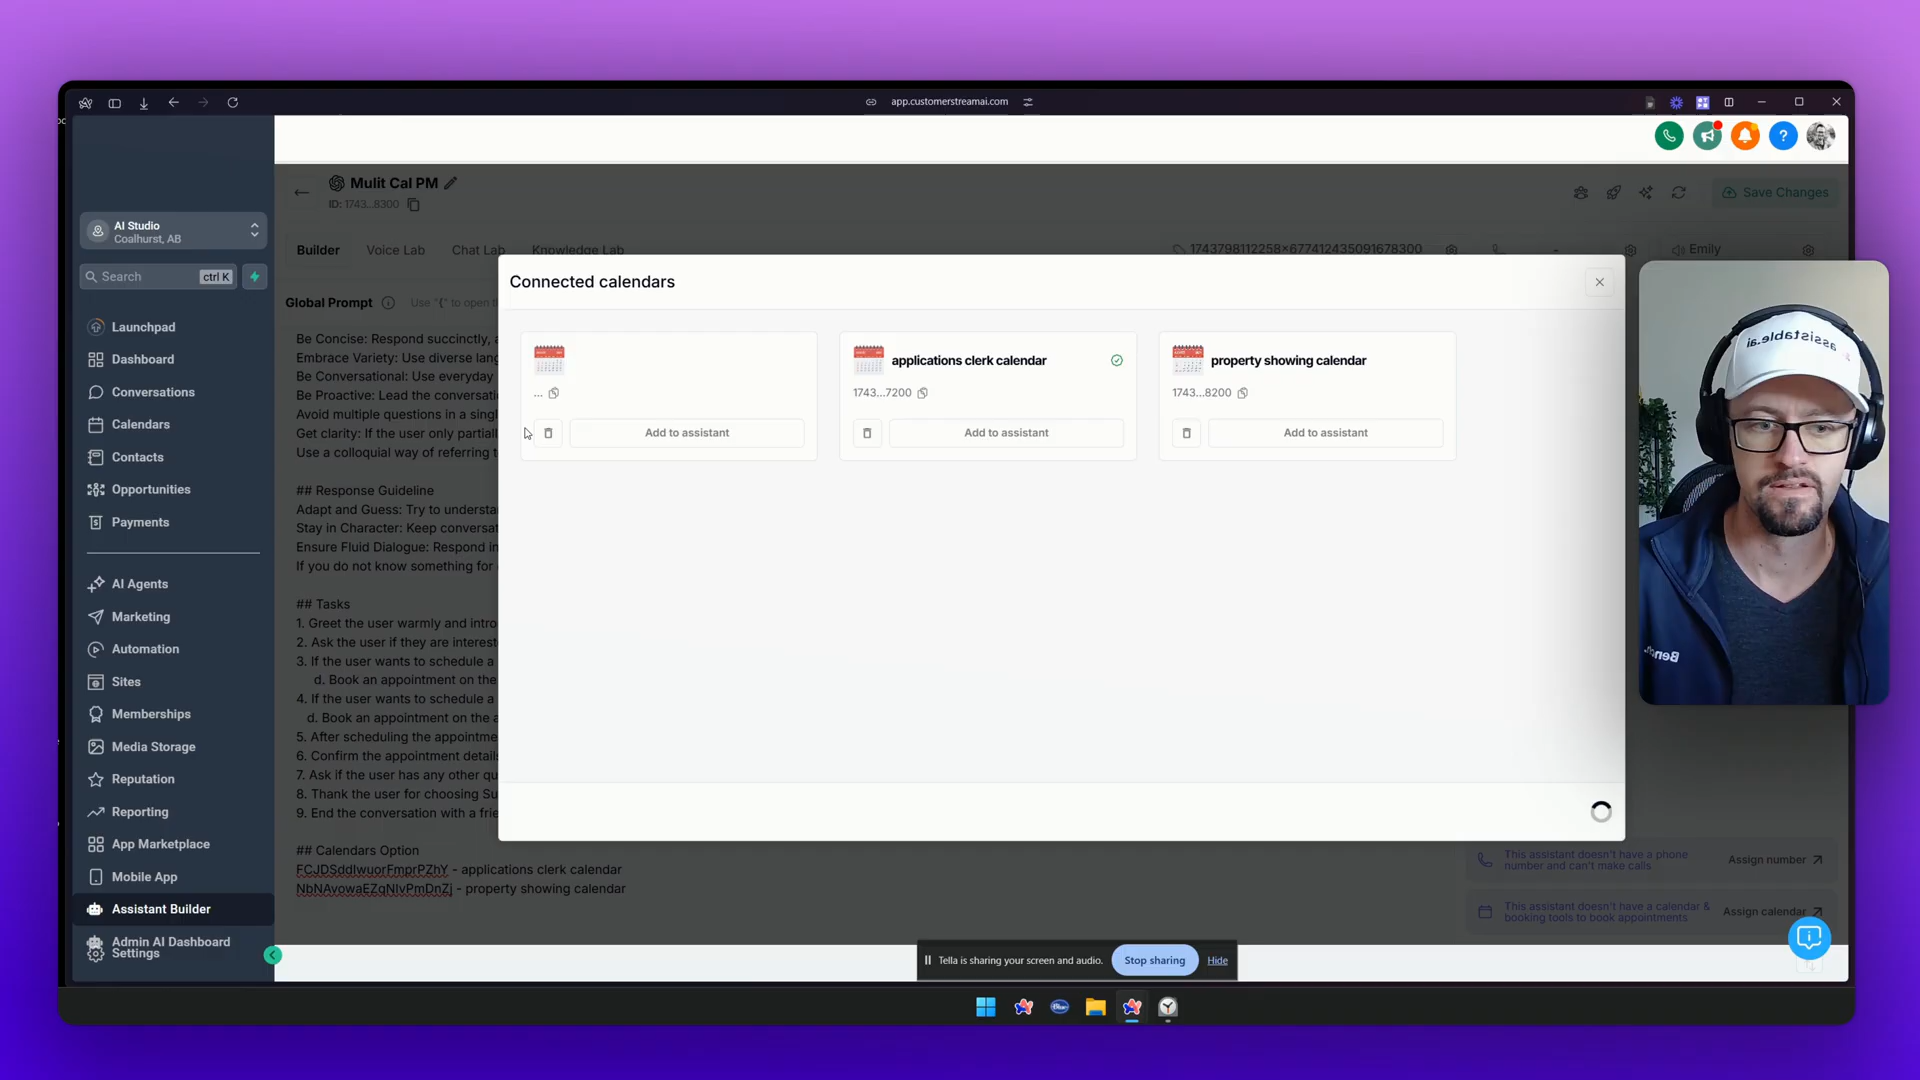 app.customerstreamai.com
AI Studio
Coalhurst, AB
Search ctrl K
Launchpad
Dashboard
Conversations
Calendars
Contacts
Opportunities
Payments
AI Agents
Marketing
Automation
Sites
Memberships
Media Storage
Reputation
Reporting
App Marketplace
Mobile App
Assistant Builder
Admin AI Dashboard
Settings
Mulit Cal PM
ID: 1743...8300
Save Changes
Builder Voice Lab Chat Lab Knowledge Lab
1743798112258x677412435091678300
-
Emily
Global Prompt Use "{" to open th
Be Concise: Respond succinctly, a
Embrace Variety: Use diverse lang
Be Conversational: Use everyday
Be Proactive: Lead the conversatio
Avoid multiple questions in a singl
Get clarity: If the user only partiall
Use a colloquial way of referring to
## Response Guideline
Adapt and Guess: Try to understan
Stay in Character: Keep conversat
Ensure Fluid Dialogue: Respond in
If you do not know something for
## Tasks
1. Greet the user warmly and intro
2. Ask the user if they are interest
3. If the user wants to schedule a
d. Book an appointment on the
4. If the user wants to schedule a
d. Book an appointment on the a
5. After scheduling the appointme
6. Confirm the appointment details
7. Ask if the user has any other qu
8. Thank the user for choosing Su
9. End the conversation with a frie
## Calendars Option
FCJDSddIwuorFmprPZhY - applications clerk calendar
NbNAvowaEZqNIvPmDnZj - property showing calendar
Connected calendars
...
Add to assistant
applications clerk calendar
1743...7200
Add to assistant
property showing calendar
1743...8200
Add to assistant
This assistant doesn't have a phone
number and can't make calls
Assign number
This assistant doesn't have a calendar &
booking tools to book appointments
Assign calendar
Tella is sharing your screen and audio.
Stop sharing
Hide
assistable.ai